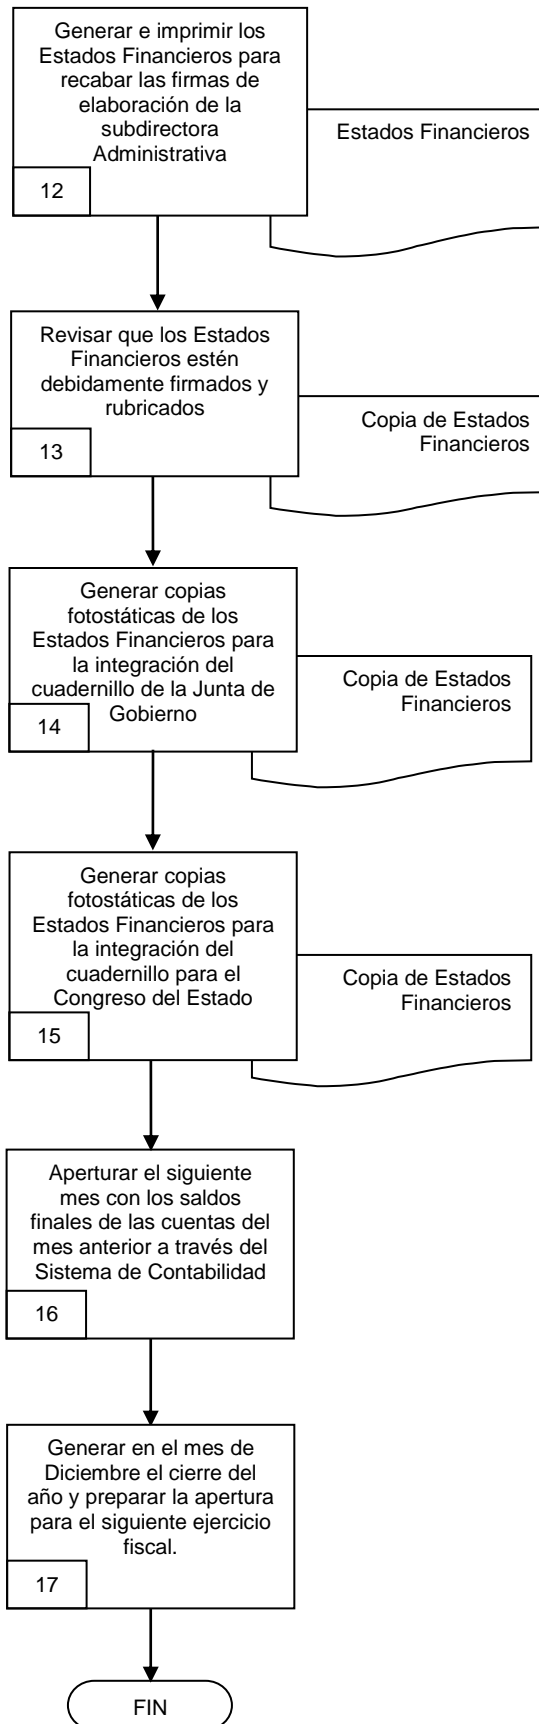 Generar e imprimir los
Estados Financieros para
recabar las firmas de
elaboración de la
subdirectora
Administrativa
12
Estados Financieros
Revisar que los Estados
Financieros estén
debidamente firmados y
rubricados
13
Copia de Estados
Financieros
Generar copias
fotostáticas de los
Estados Financieros para
la integración del
cuadernillo de la Junta de
Gobierno
14
Copia de Estados
Financieros
Generar copias
fotostáticas de los
Estados Financieros para
la integración del
cuadernillo para el
Congreso del Estado
15
Copia de Estados
Financieros
Aperturar el siguiente
mes con los saldos
finales de las cuentas del
mes anterior a través del
Sistema de Contabilidad
16
Generar en el mes de
Diciembre el cierre del
año y preparar la apertura
para el siguiente ejercicio
fiscal.
17
FIN